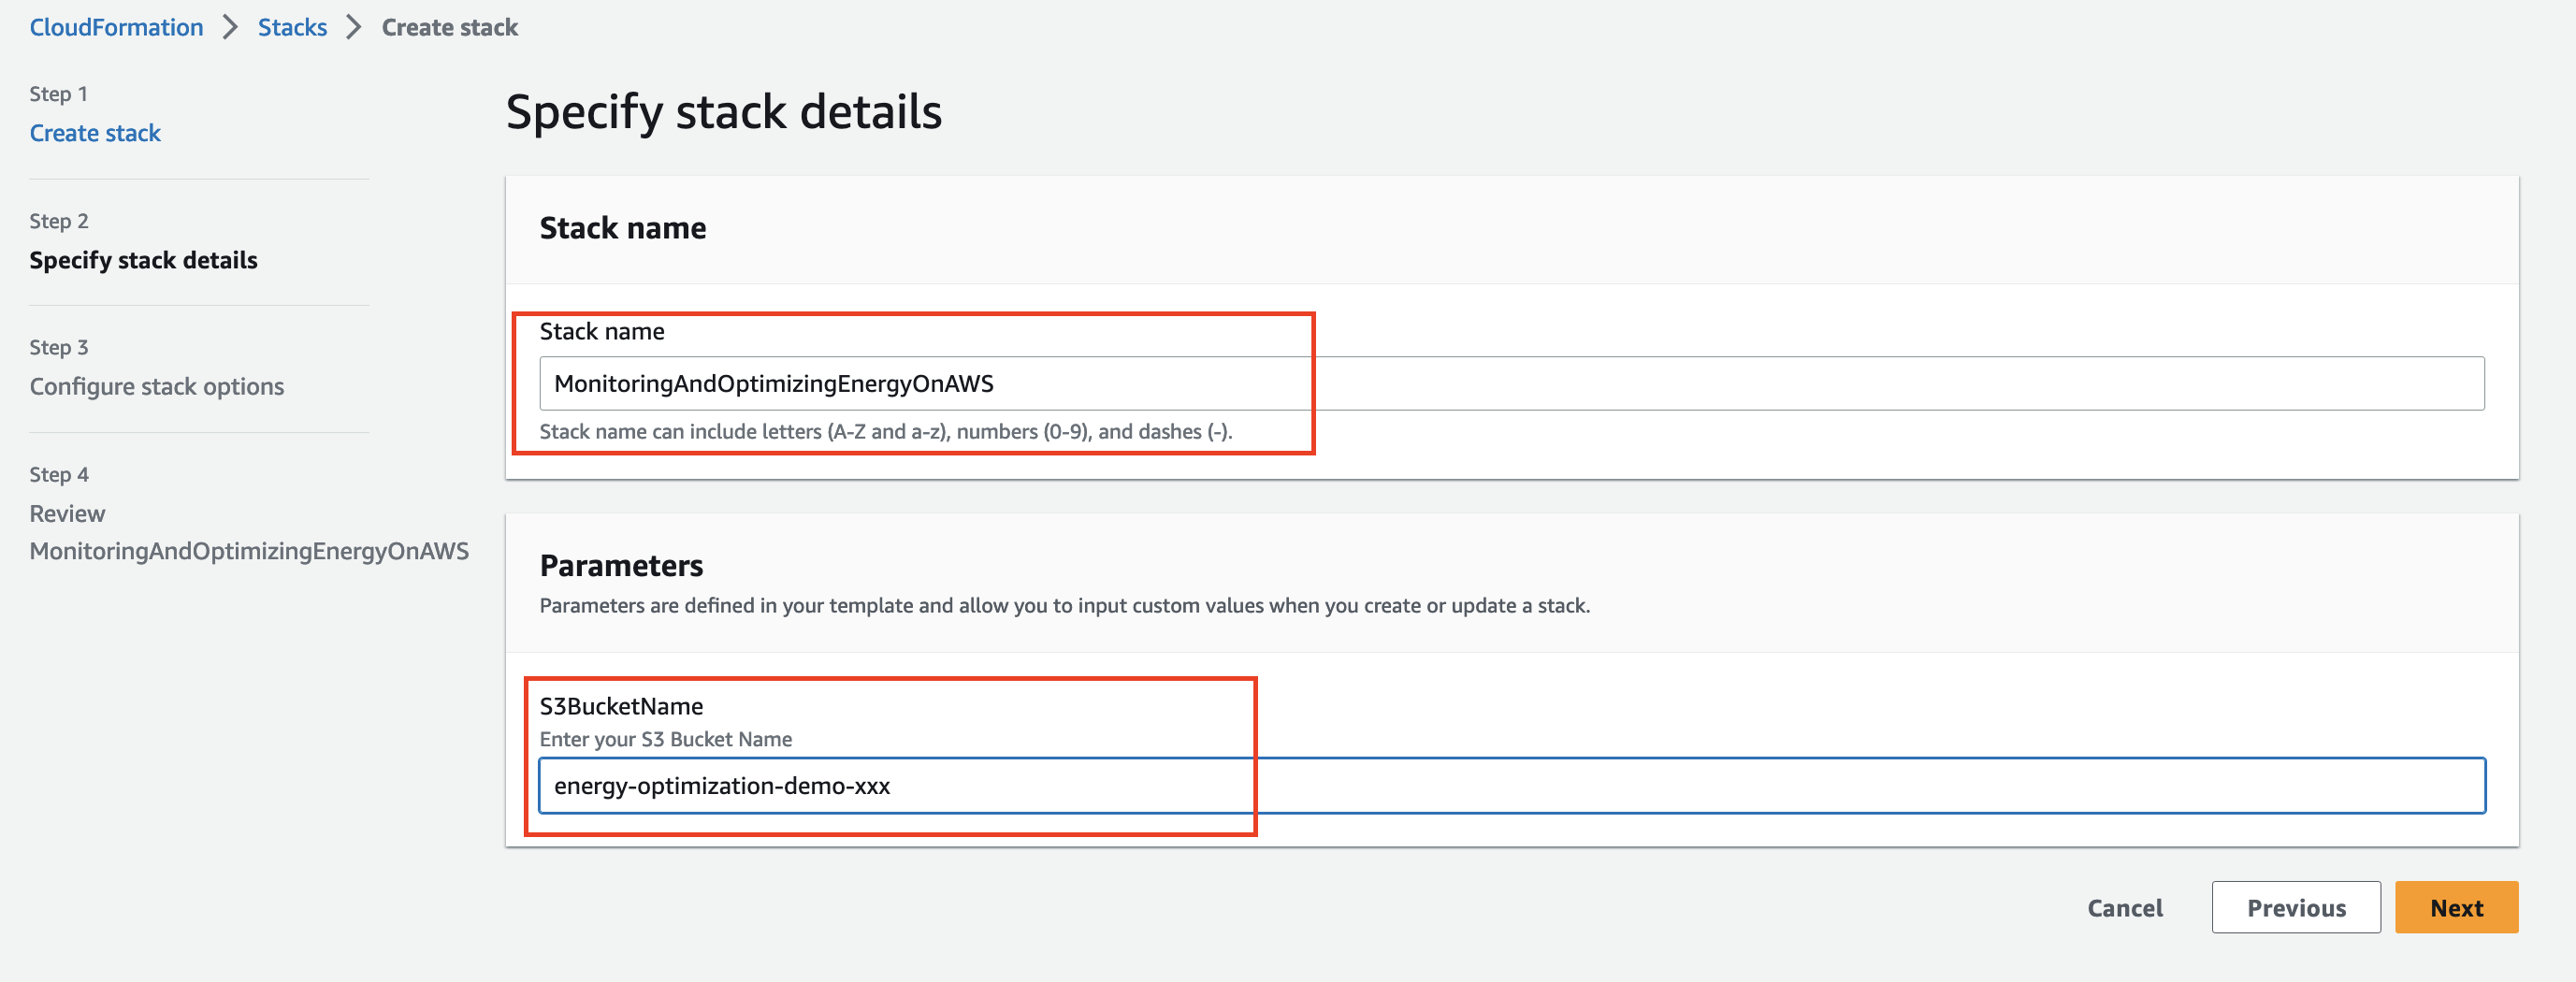 CloudFormation > Stacks > Create stack
Step 1
Create stack
Step 2
Specify stack details
Step 3
Configure stack options
Step 4
Review
MonitoringAndOptimizingEnergyOnAWS
Specify stack details
Stack name
Stack name
MonitoringAndOptimizingEnergyOnAWS
Stack name can include letters (A-Z and a-z), numbers (0-9), and dashes (-).
Parameters
Parameters are defined in your template and allow you to input custom values when you create or update a stack.
S3BucketName
Enter your S3 Bucket Name
energy-optimization-demo-xxx
Cancel
Previous
Next